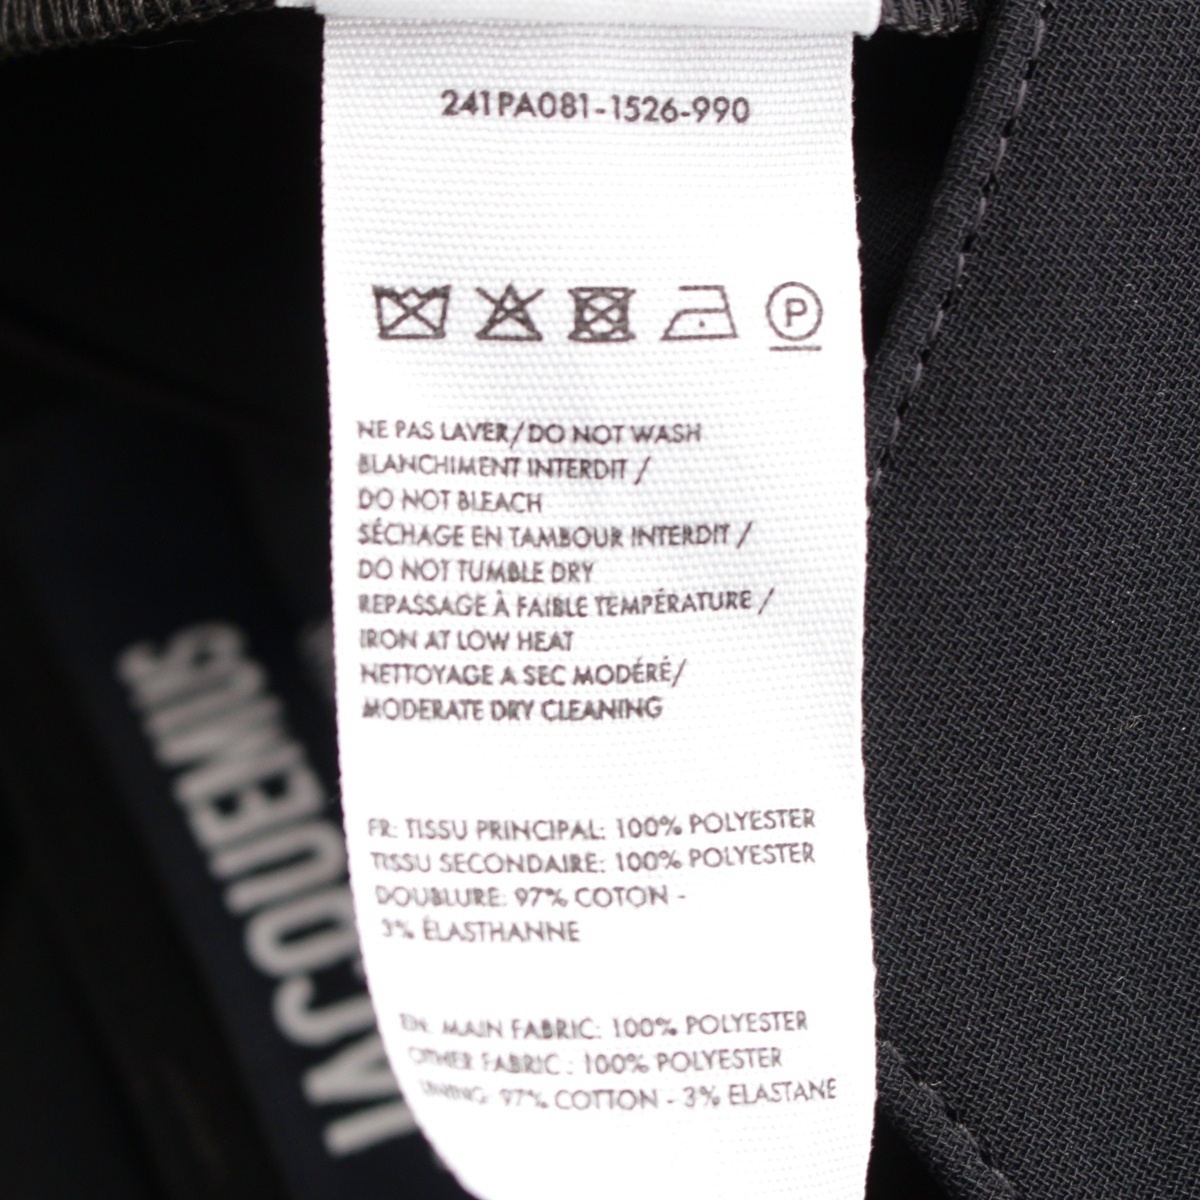 241PA081-1526-990
P
NE PAS LAVER/DO NOT WASH
BLANCHIMENT INTERDIT /
DO NOT BLEACH
SÉCHAGE EN TAMBOUR INTERDIT /
DO NOT TUMBLE DRY
REPASSAGE À FAIBLE TEMPÉRATURE /
IRON AT LOW HEAT
NETTOYAGE A SEC MODÉRÉ/
MODERATE DRY CLEANING
FR: TISSU PRINCIPAL: 100% POLYESTER
TISSU SECONDAIRE: 100% POLYESTER
DOUBLURE: 97% COTON -
3% ÉLASTHANNE
EN: MAIN FABRIC: 100% POLYESTER
OTHER FABRIC : 100% POLYESTER
LINING: 97% COTTON - 3% ELASTANE
JACQUEMUS